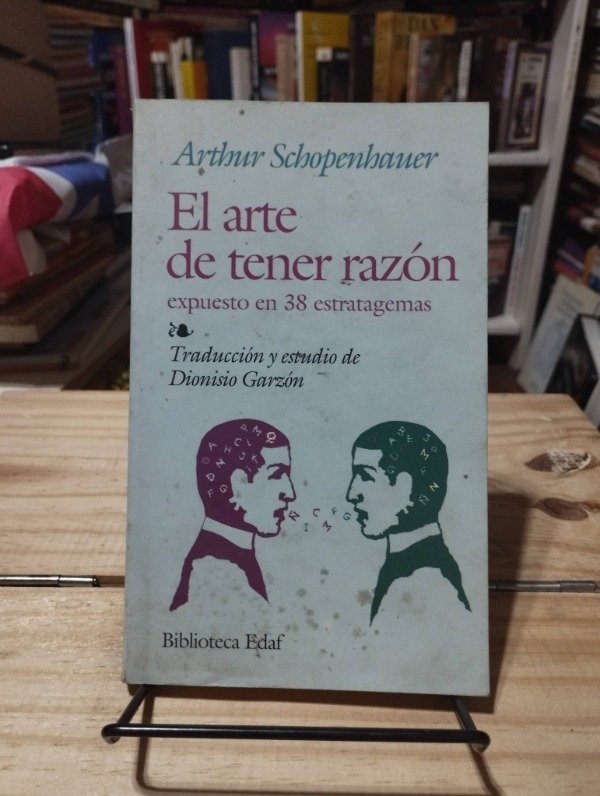 Arthur Schopenhauer
El arte
de tener razón
expuesto en 38 estratagemas
Traducción y estudio de
Dionisio Garzón
Biblioteca Edaf